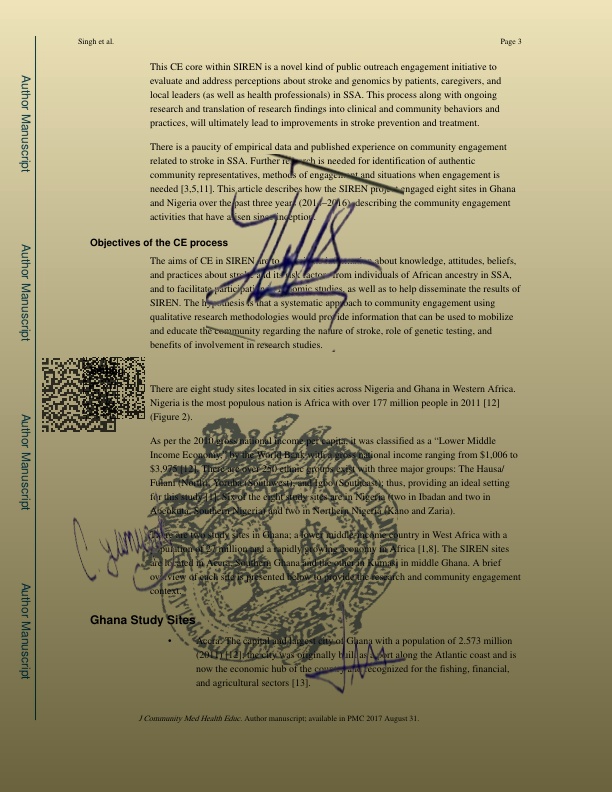 Singh et al.
Page 3
This CE core within SIREN is a novel kind of public outreach engagement initiative to
evaluate and address perceptions about stroke and genomics by patients, caregivers, and
local leaders (as well as health professionals) in SSA. This process along with ongoing
research and translation of research findings into clinical and community behaviors and
practices, will ultimately lead to improvements in stroke prevention and treatment.
There is a paucity of empirical data and published experience on community engagement
related to stroke in SSA. Further research is needed for identification of authentic
community representatives, methods of engagement and situations when engagement is
needed [3,5,11]. This article describes how the SIREN project engaged eight sites in Ghana
and Nigeria over the past three years (2014–2016), describing the community engagement
activities that have arisen since inception.
Objectives of the CE process
The aims of CE in SIREN are to about knowledge, attitudes, beliefs,
and practices about stroke and its risk factors from individuals of African ancestry in SSA,
and to facilitate participation genomic studies, as well as to help disseminate the results of
SIREN. The hypothesis is that a systematic approach to community engagement using
qualitative research methodologies would provide information that can be used to mobilize
and educate the community regarding the nature of stroke, role of genetic testing, and
benefits of involvement in research studies.
There are eight study sites located in six cities across Nigeria and Ghana in Western Africa.
Nigeria is the most populous nation is Africa with over 177 million people in 2011 [12]
(Figure 2).
As per the 2010 gross national income per capita, it was classified as a “Lower Middle
Income Economy,” by the World Bank with a gross national income ranging from $1,006 to
$3,975 [12]. There are over 250 ethnic groups exist with three major groups: The Hausa/
Fulani (North), Yoruba (Southwest), and Igbo (Southeast); thus, providing an ideal setting
for this study [1]. Six of the eight study sites are in Nigeria (two in Ibadan and two in
Abeokuta, Southern Nigeria) and two in Northern Nigeria (Kano and Zaria).
There are two study sites in Ghana; a lower middle-income country in West Africa with a
population of 27 million and a rapidly growing economy in Africa [1,8]. The SIREN sites
are located in Accra, Southern Ghana and the other in Kumasi in middle Ghana. A brief
overview of each site is presented below to provide the research and community engagement
context.
Ghana Study Sites
• Accra: The capital and largest city of Ghana with a population of 2.573 million
(2011) [12], the city was originally built as a port along the Atlantic coast and is
now the economic hub of the country and recognized for the fishing, financial,
and agricultural sectors [13].
J Community Med Health Educ. Author manuscript; available in PMC 2017 August 31.
Author Manuscript
Author Manuscript
Author Manuscript
Author Manuscript